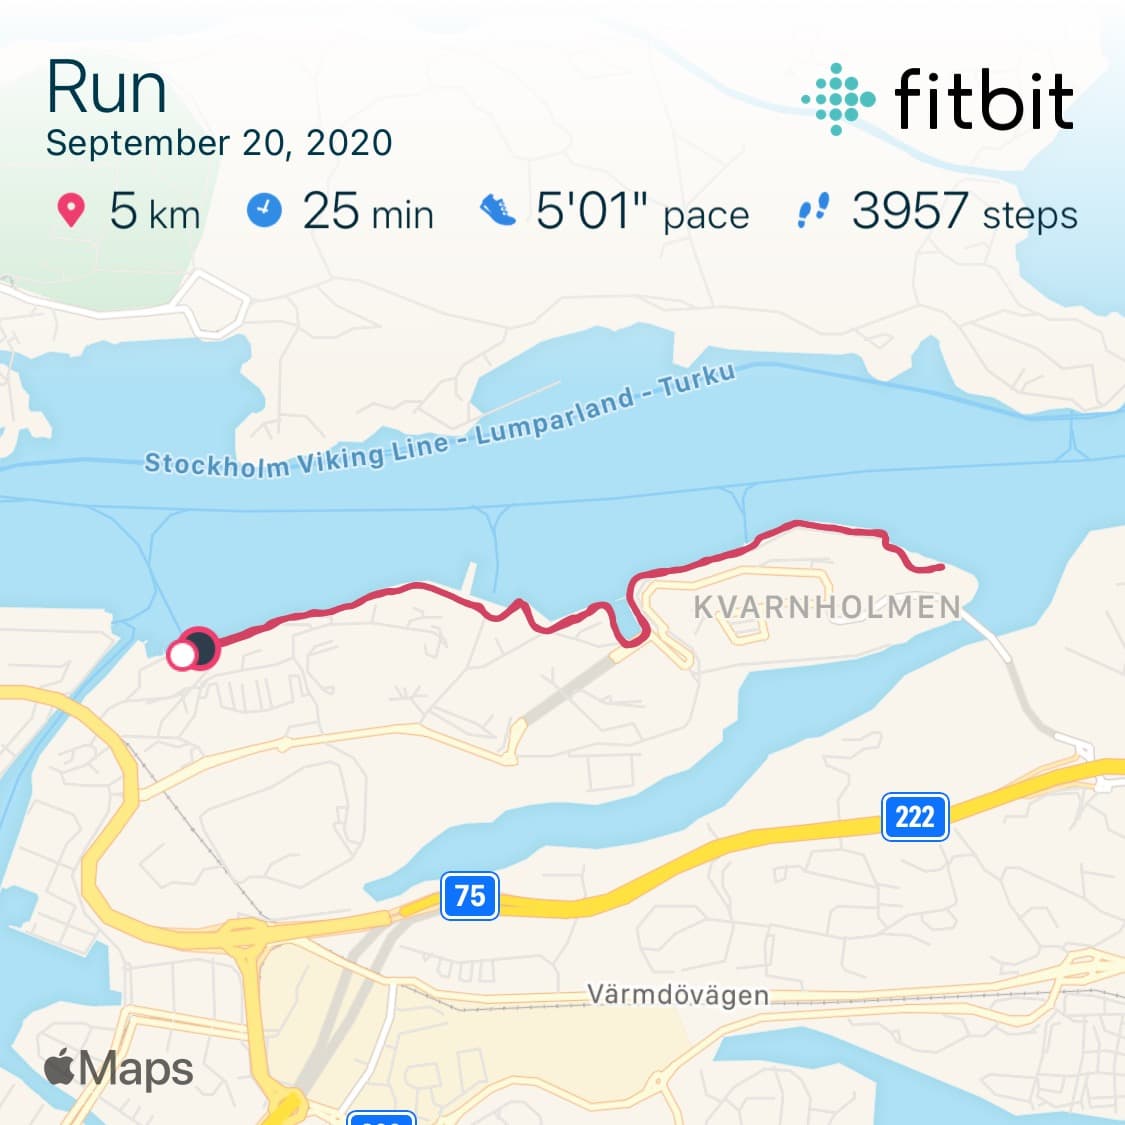 Run
September 20, 2020
fitbit
5 km
25 min
5'01" pace
3957 steps
Stockholm Viking Line - Lumparland - Turku
KVARNHOLMEN
222
75
Värmdövägen
Maps